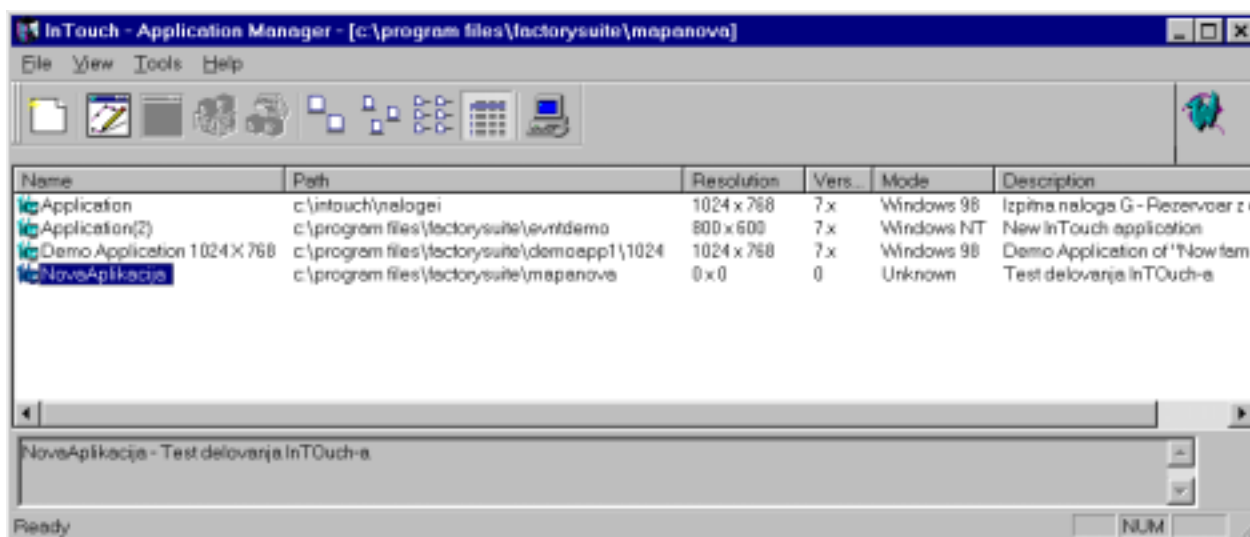 InTouch - Application Manager - [c:\program files\factorysuite\mapanova]
File View Tools Help
Name Path Resolution Vers... Mode Description
Application c:\intouch\nalogei 1024 x 768 7.x Windows 98 Izpitna naloga G - Rezervoar z
Application(2) c:\program files\factorysuite\evntdemo 800 x 600 7.x Windows NT New InTouch application
Demo Application 1024 X 768 c:\program files\factorysuite\demoapp1\1024 1024 x 768 7.x Windows 98 Demo Application of "Now fam
NovaAplikacija c:\program files\factorysuite\mapanova 0 x 0 0 Unknown Test delovanja InTOuch-a
NovaAplikacija - Test delovanja InTOuch-a
Ready NUM